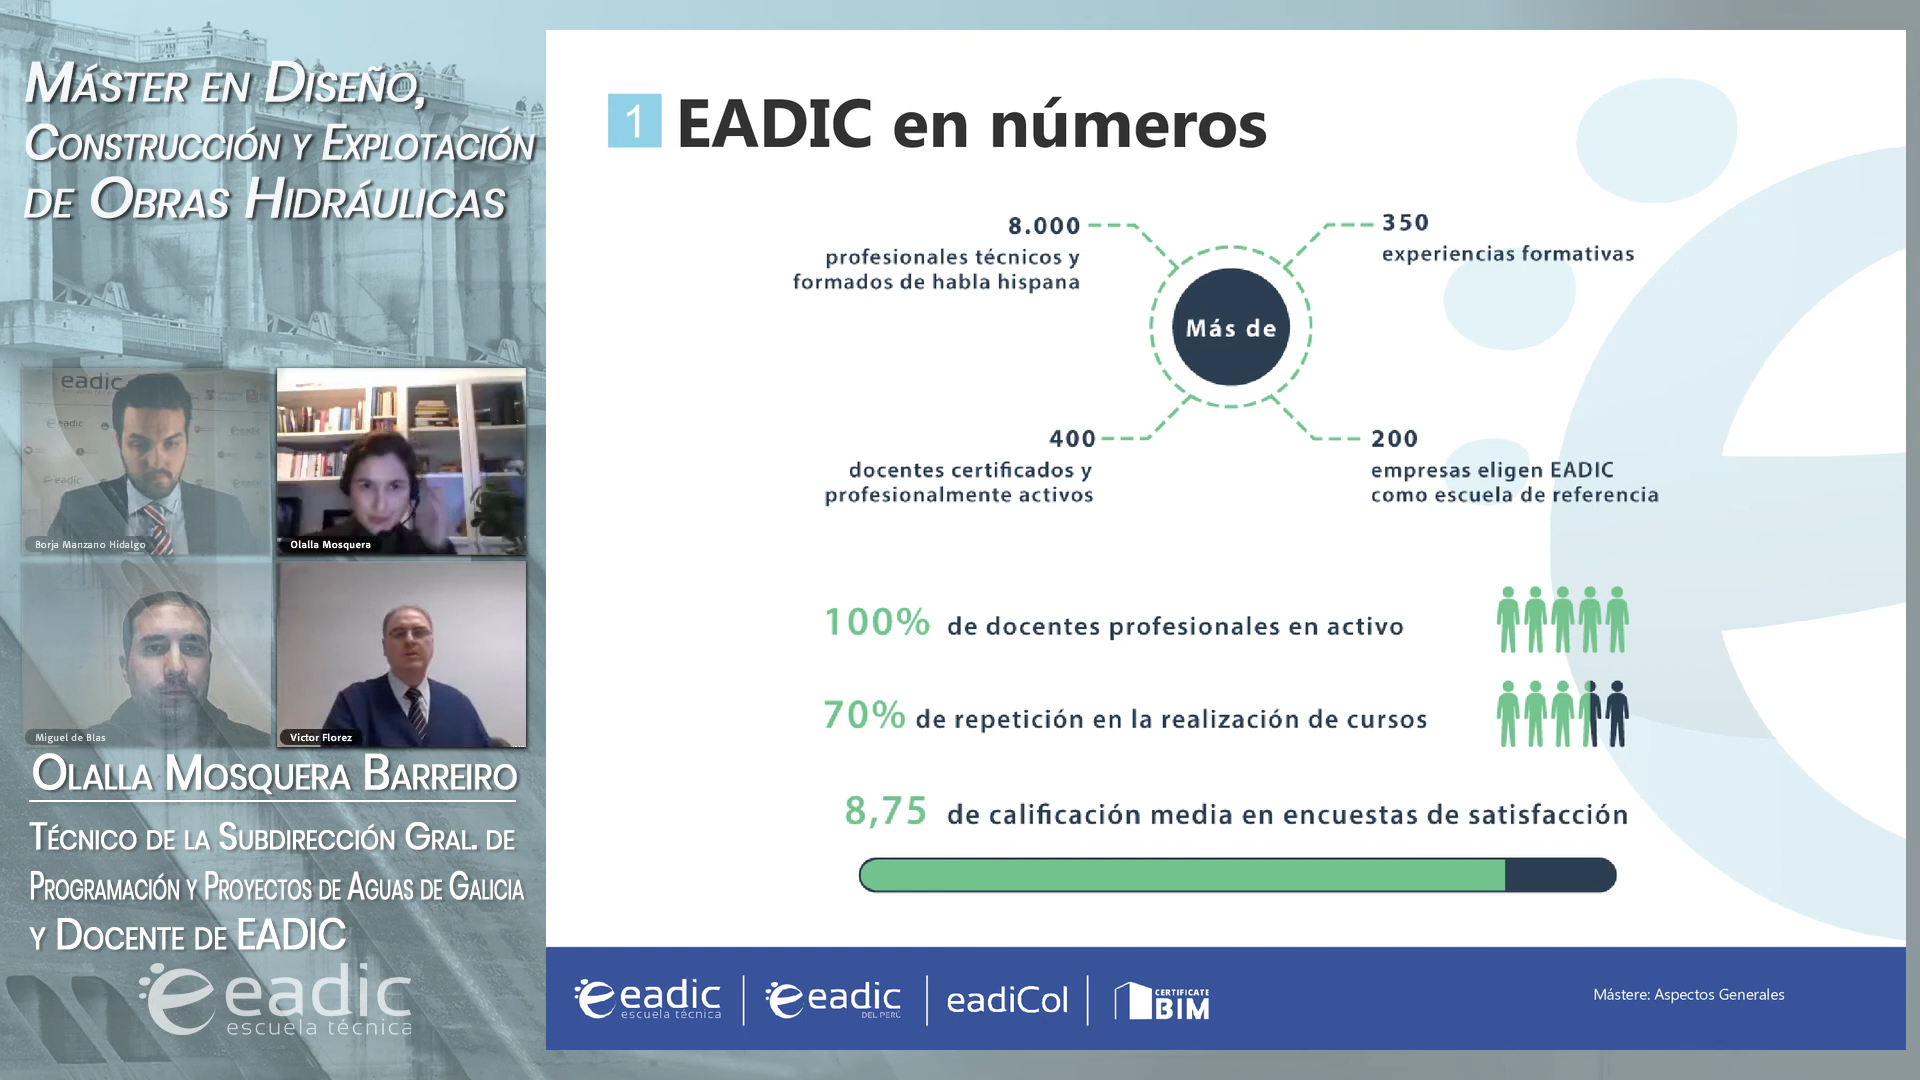 Máster en Diseño,
Construcción y Explotación
de Obras Hidráulicas
eadic
eadic
eadic
eadic
eadic
Borja Manzano Hidalgo
Olalla Mosquera
Miguel de Blas
Victor Florez
Olalla Mosquera Barreiro
Técnico de la Subdirección Gral. de
Programación y Proyectos de Aguas de Galicia
y Docente de EADIC
eadic
escuela técnica
1 EADIC en números
8.000
profesionales técnicos y
formados de habla hispana
350
experiencias formativas
Más de
400
docentes certificados y
profesionalmente activos
200
empresas eligen EADIC
como escuela de referencia
100% de docentes profesionales en activo
70% de repetición en la realización de cursos
8,75 de calificación media en encuestas de satisfacción
eadic
escuela técnica
eadic
DEL PERÚ
eadiCol
CERTIFICATE
BIM
Mástere: Aspectos Generales